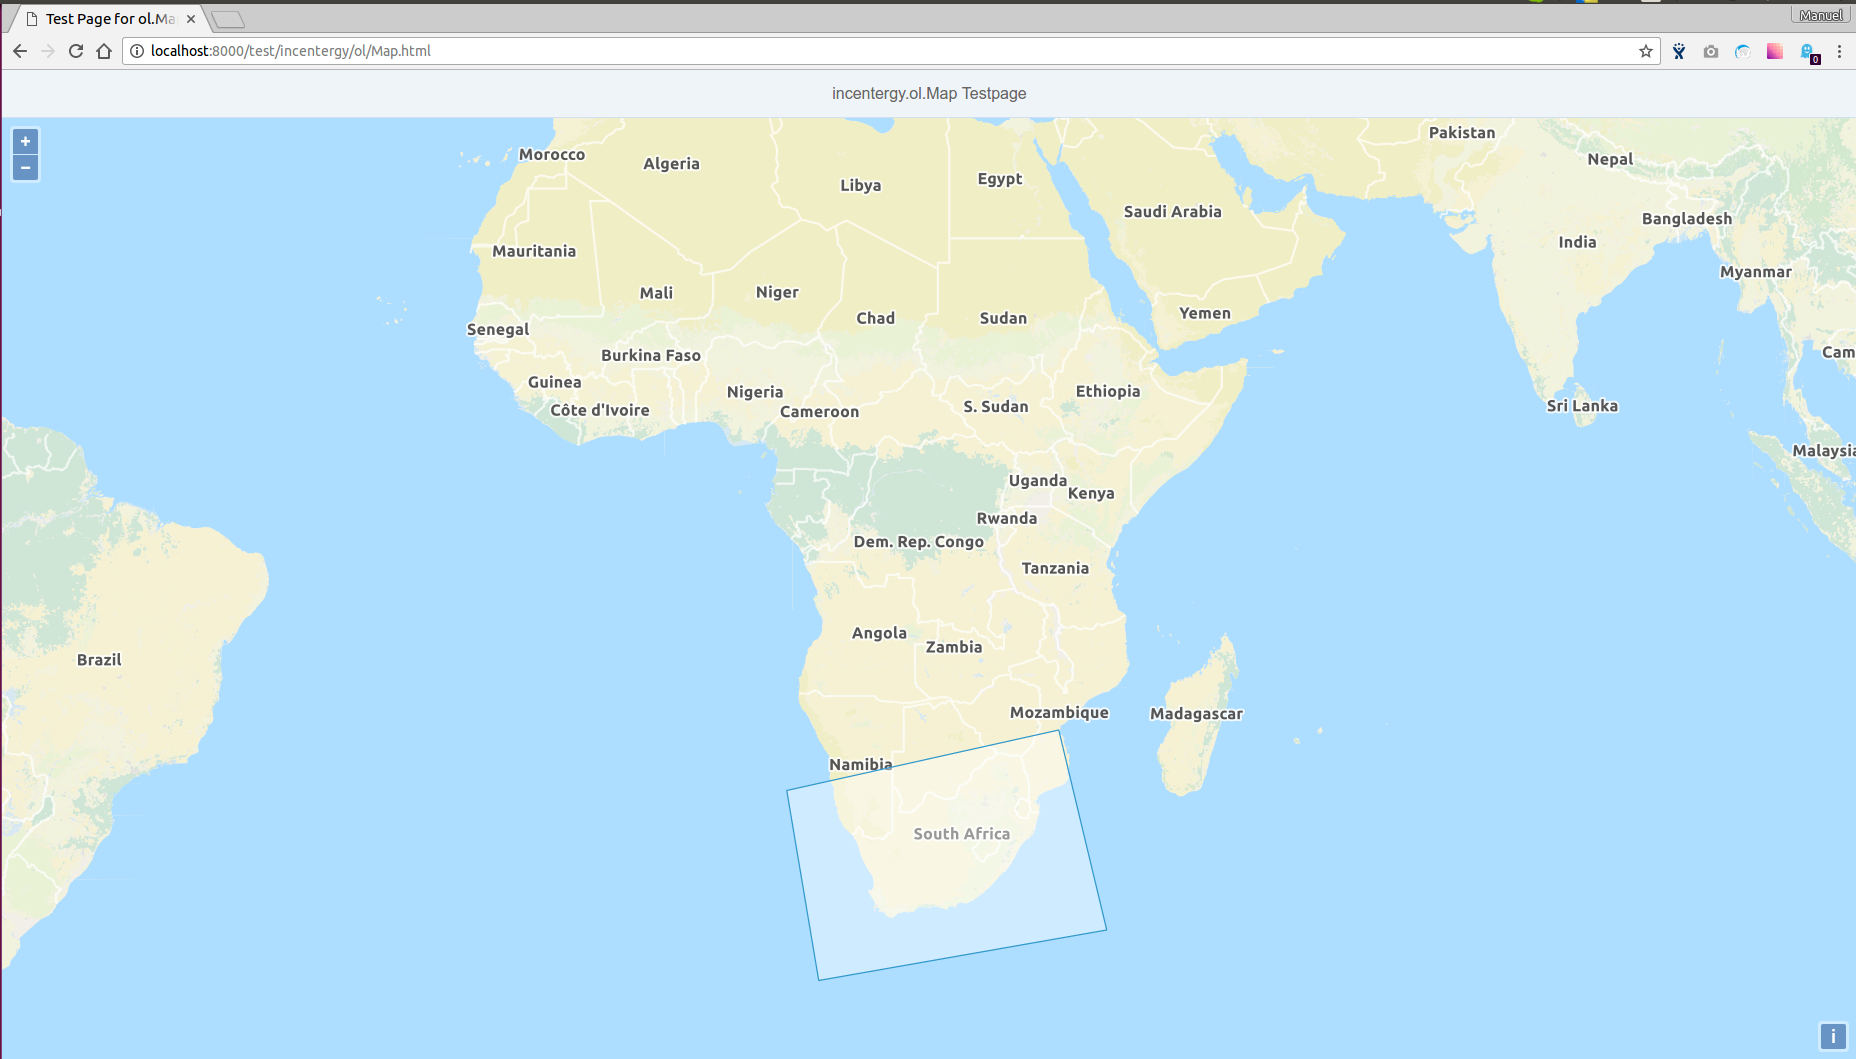 Test Page for ol.Ma
Manuel
localhost:8000/test/incentergy/ol/Map.html
0
incentergy.ol.Map Testpage
+
−
Pakistan
Morocco
Algeria
Nepal
Libya
Egypt
Saudi Arabia
Bangladesh
India
Mauritania
Myanmar
Mali
Niger
Chad
Sudan
Yemen
Senegal
Burkina Faso
Cam
Guinea
Nigeria
Ethiopia
Côte d'Ivoire
Cameroon
S. Sudan
Sri Lanka
Malaysia
Uganda
Kenya
Rwanda
Dem. Rep. Congo
Tanzania
Angola
Zambia
Brazil
Mozambique
Madagascar
Namibia
South Africa
i